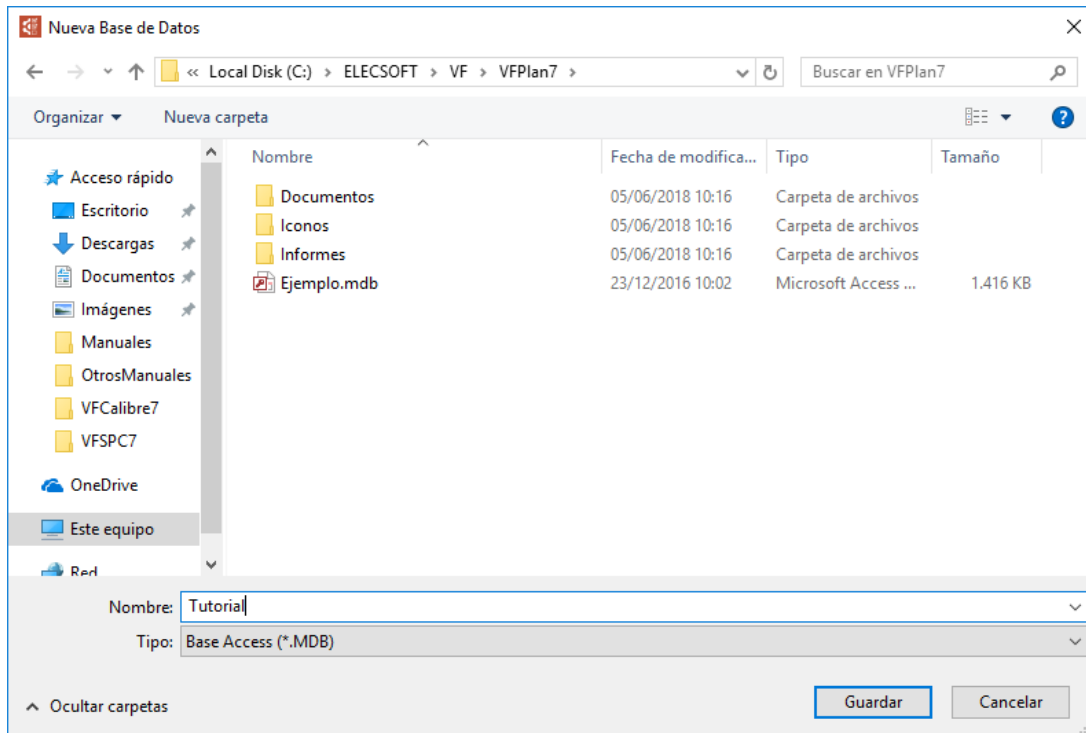 Nueva Base de Datos
« Local Disk (C:) > ELECSOFT > VF > VFPlan7 >
Buscar en VFPlan7
Organizar
Nueva carpeta
Nombre
Fecha de modifica...
Tipo
Tamaño
Acceso rápido
Escritorio
Descargas
Documentos
Imágenes
Manuales
OtrosManuales
VFCalibre7
VFSPC7
OneDrive
Este equipo
Red
Documentos 05/06/2018 10:16 Carpeta de archivos
Iconos 05/06/2018 10:16 Carpeta de archivos
Informes 05/06/2018 10:16 Carpeta de archivos
Ejemplo.mdb 23/12/2016 10:02 Microsoft Access ... 1.416 KB
Nombre: Tutorial
Tipo: Base Access (*.MDB)
Ocultar carpetas
Guardar
Cancelar